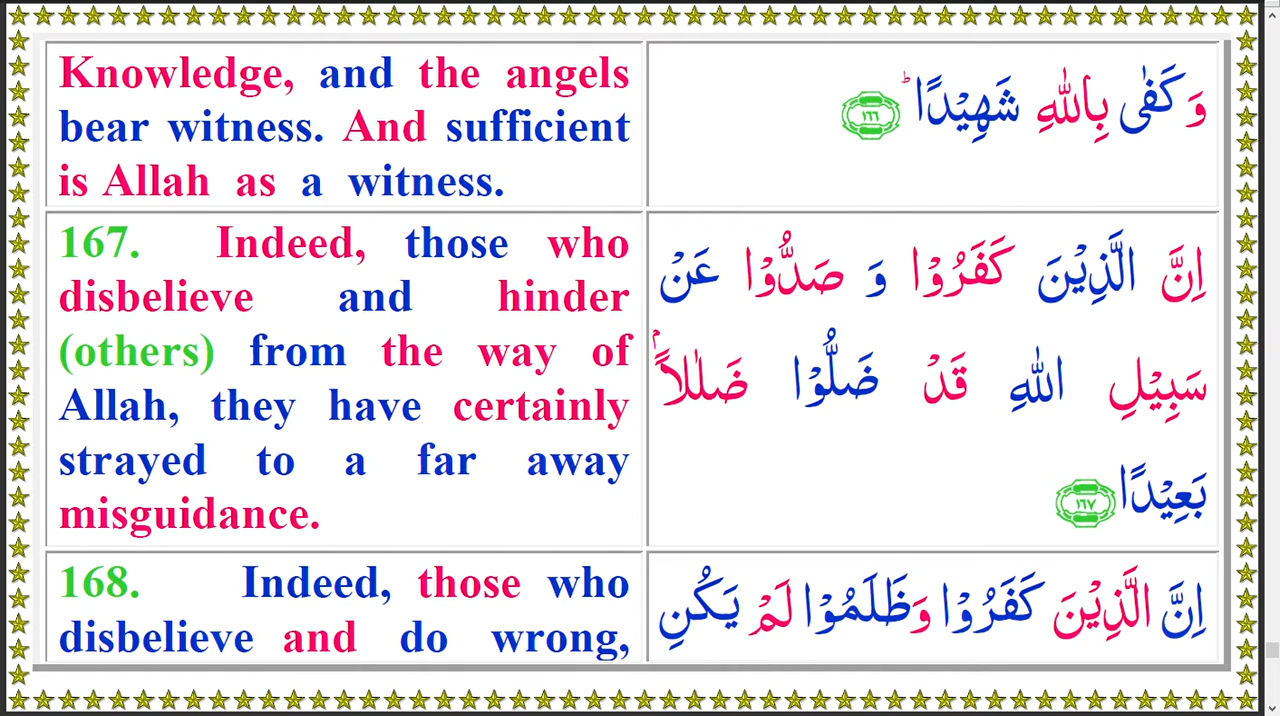 Knowledge, and the angels
bear witness. And sufficient
is Allah as a witness.
وَ كَفٰى بِاللّٰهِ شَهِيْدًا ؕ ١٦٦
167. Indeed, those who
disbelieve and hinder
(others) from the way of
Allah, they have certainly
strayed to a far away
misguidance.
اِنَّ الَّذِيْنَ كَفَرُوْا وَ صَدُّوْا عَنْ
سَبِيْلِ اللّٰهِ قَدْ ضَلُّوْا ضَلٰلًاۢ
بَعِيْدًا ١٦٧
168. Indeed, those who
disbelieve and do wrong,
اِنَّ الَّذِيْنَ كَفَرُوْا وَظَلَمُوْا لَمْ يَكُنِ